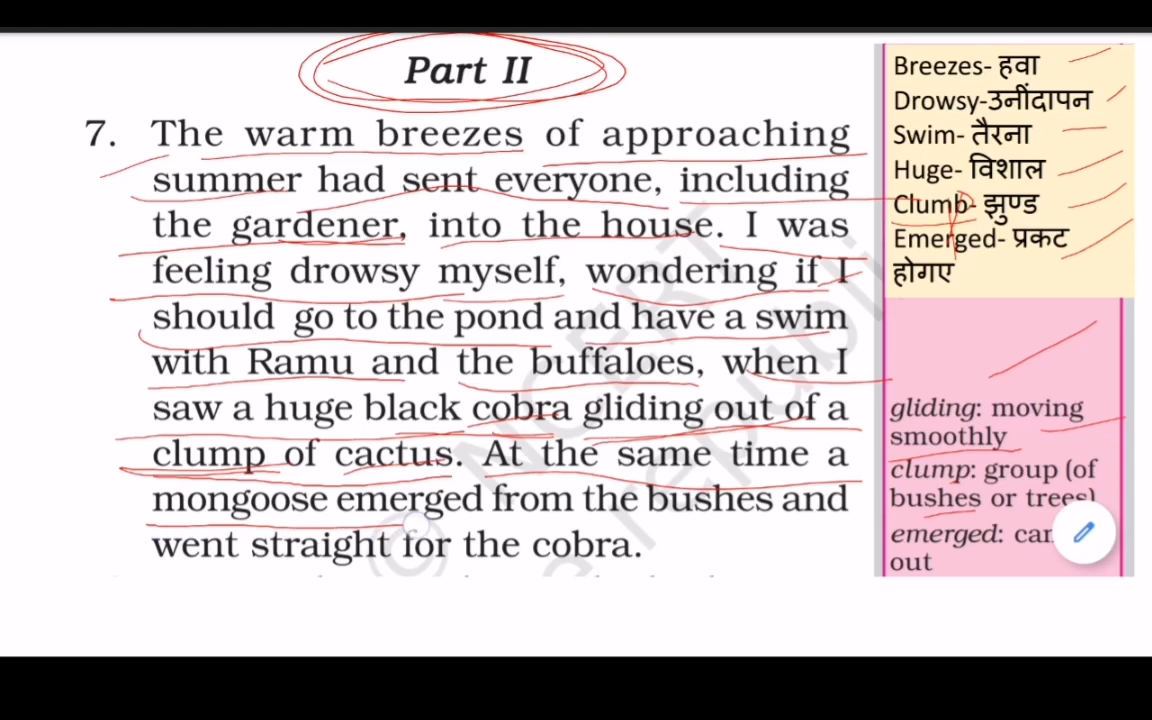 Part II
7. The warm breezes of approaching
summer had sent everyone, including
the gardener, into the house. I was
feeling drowsy myself, wondering if I
should go to the pond and have a swim
with Ramu and the buffaloes, when I
saw a huge black cobra gliding out of a
clump of cactus. At the same time a
mongoose emerged from the bushes and
went straight for the cobra.
Breezes- हवा
Drowsy-उनींदापन
Swim- तैरना
Huge- विशाल
Clumb- झुण्ड
Emerged- प्रकट
होगए
gliding: moving
smoothly
clump: group (of
bushes or trees)
emerged:
out
© NCERT
republi